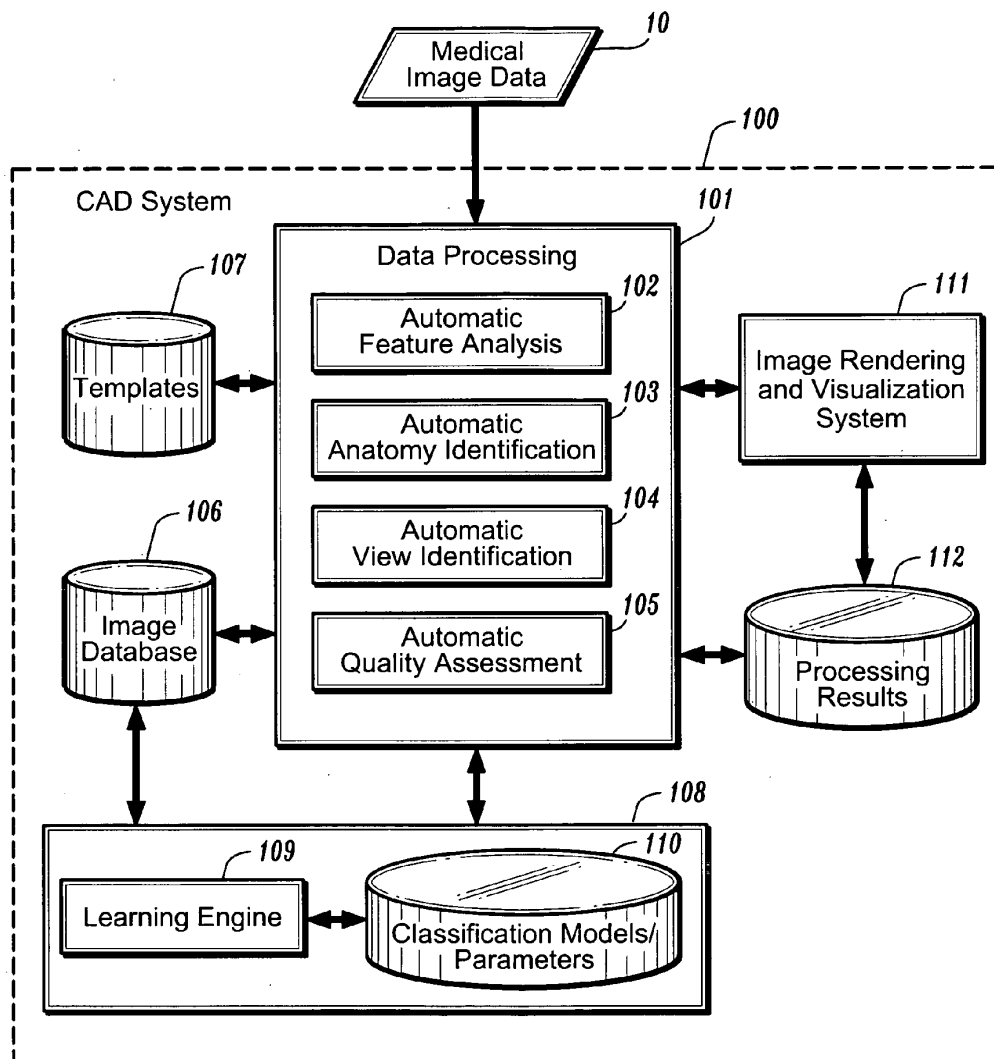 10
Medical
Image Data
100
CAD System
101
Data Processing
107
Templates
102
Automatic
Feature Analysis
111
Image Rendering
and Visualization
System
103
Automatic
Anatomy Identification
106
Image
Database
104
Automatic
View Identification
112
Processing
Results
105
Automatic
Quality Assessment
108
109
Learning Engine
110
Classification Models/
Parameters